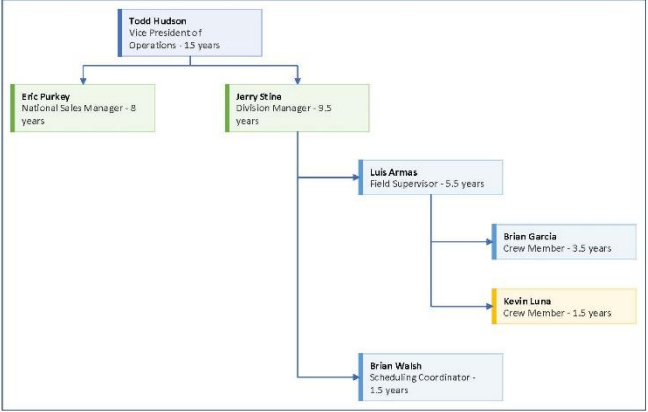 Todd Hudson
Vice President of
Operations - 15 years
Eric Purkey
National Sales Manager - 8
years
Jerry Stine
Division Manager - 9.5
years
Luis Armas
Field Supervisor - 5.5 years
Brian Garcia
Crew Member - 3.5 years
Kevin Luna
Crew Member - 1.5 years
Brian Walsh
Scheduling Coordinator -
1.5 years